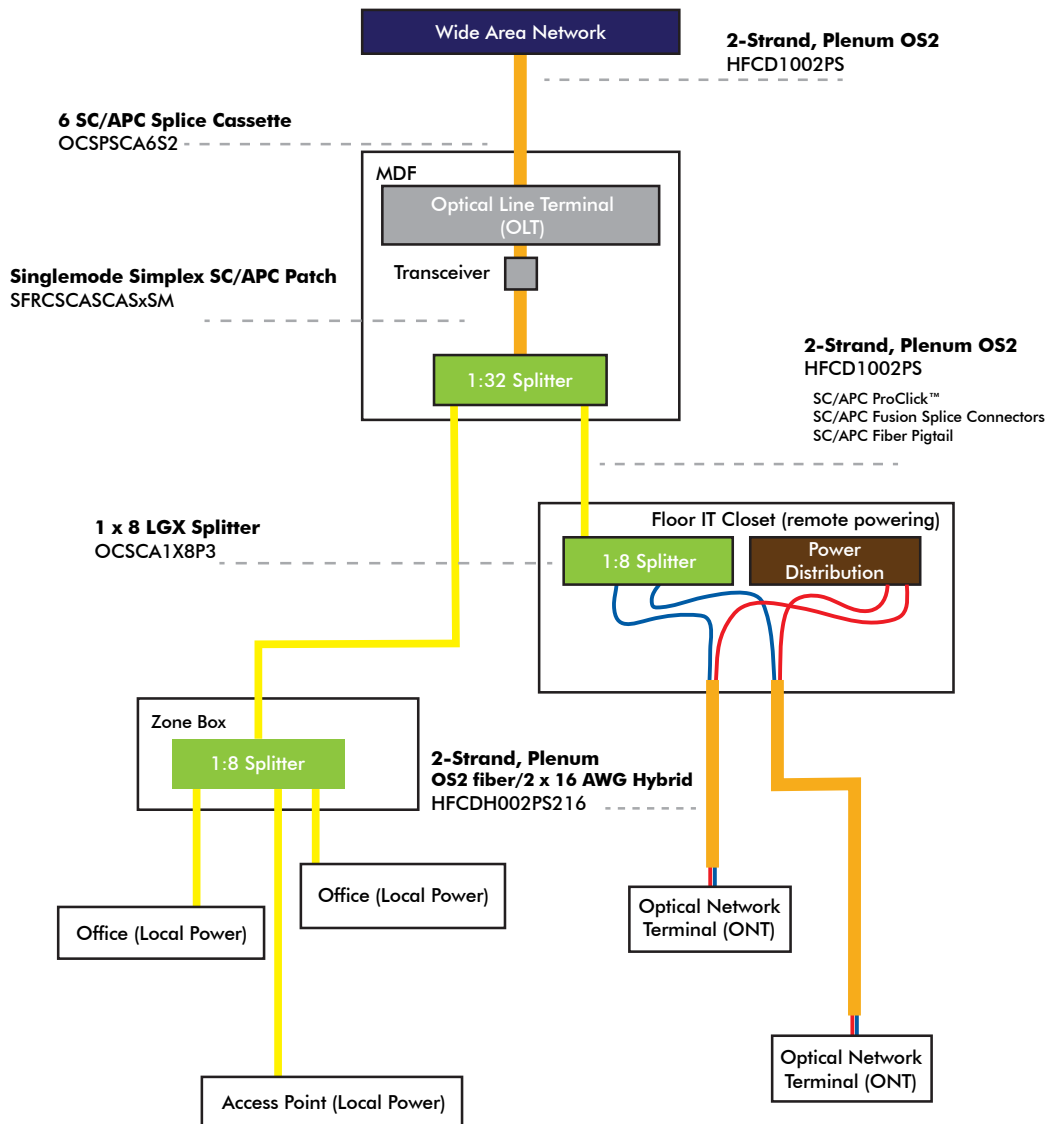 Wide Area Network
2-Strand, Plenum OS2
HFCD1002PS
6 SC/APC Splice Cassette
OCSPSCA6S2
MDF
Optical Line Terminal
(OLT)
Transceiver
Singlemode Simplex SC/APC Patch
SFRCSCASCASxSM
1:32 Splitter
2-Strand, Plenum OS2
HFCD1002PS
SC/APC ProClick™
SC/APC Fusion Splice Connectors
SC/APC Fiber Pigtail
1 x 8 LGX Splitter
OCSCA1X8P3
Floor IT Closet (remote powering)
1:8 Splitter
Power
Distribution
Zone Box
1:8 Splitter
2-Strand, Plenum
OS2 fiber/2 x 16 AWG Hybrid
HFCDH002PS216
Office (Local Power)
Office (Local Power)
Optical Network
Terminal (ONT)
Optical Network
Terminal (ONT)
Access Point (Local Power)